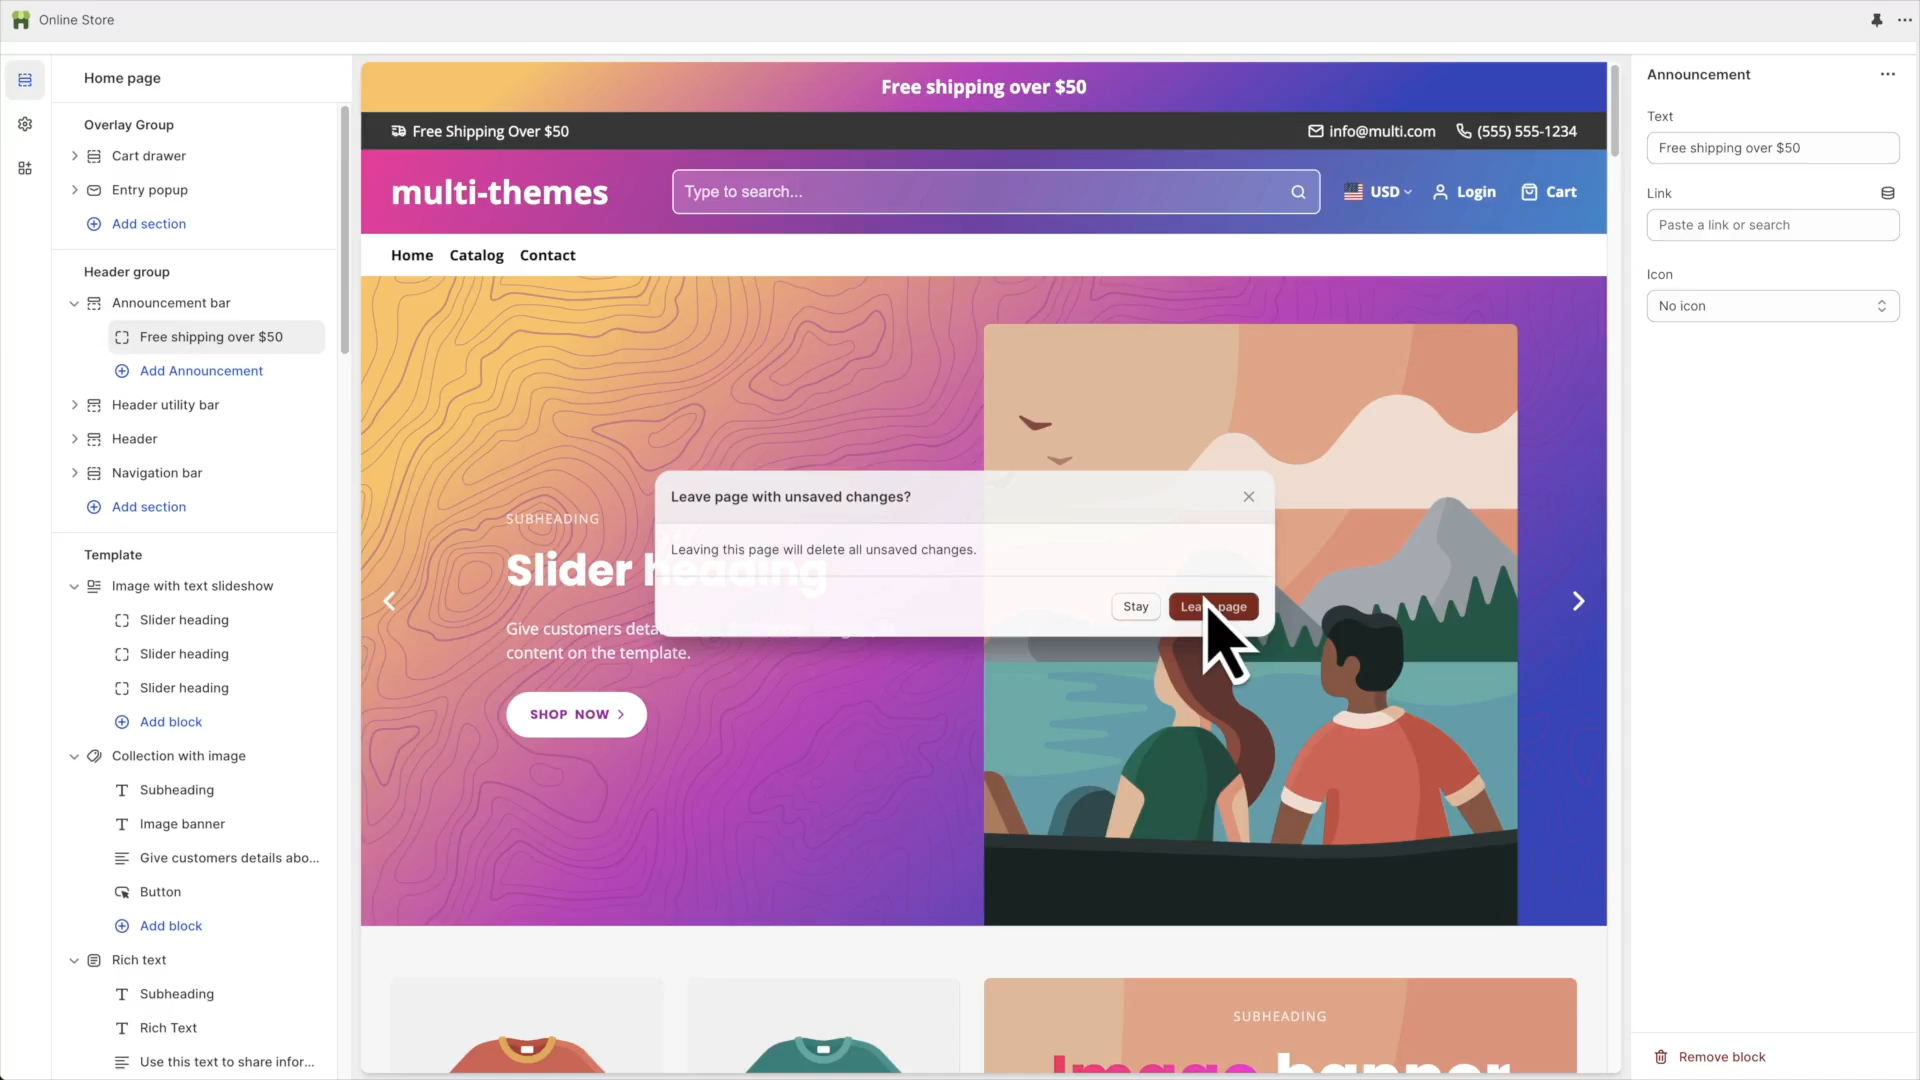 Online Store
Home page
Overlay Group
Cart drawer
Entry popup
Add section
Header group
Announcement bar
Free shipping over $50
Add Announcement
Header utility bar
Header
Navigation bar
Add section
Template
Image with text slideshow
Slider heading
Slider heading
Slider heading
Add block
Collection with image
Subheading
Image banner
Give customers details abo...
Button
Add block
Rich text
Subheading
Rich Text
Use this text to share infor...
Free shipping over $50
Free Shipping Over $50
info@multi.com
(555) 555-1234
multi-themes
Type to search...
USD
Login
Cart
Home Catalog Contact
SUBHEADING
Slider heading
Give customers
content on the template.
SHOP NOW
Leave page with unsaved changes?
Leaving this page will delete all unsaved changes.
Stay
Leave page
SUBHEADING
Image banner
Announcement
Text
Free shipping over $50
Link
Paste a link or search
Icon
No icon
Remove block